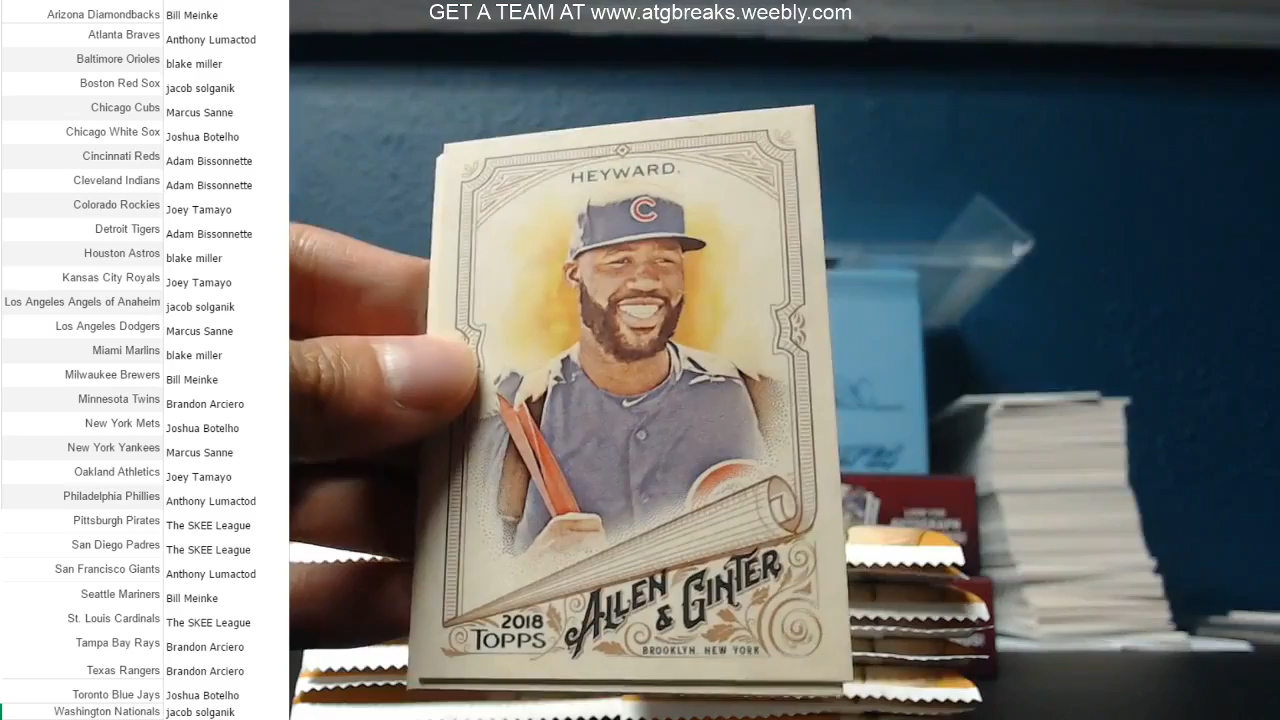 GET A TEAM AT www.atgbreaks.weebly.com
Arizona Diamondbacks Bill Meinke
Atlanta Braves Anthony Lumactod
Baltimore Orioles blake miller
Boston Red Sox jacob solganik
Chicago Cubs Marcus Sanne
Chicago White Sox Joshua Botelho
Cincinnati Reds Adam Bissonnette
Cleveland Indians Adam Bissonnette
Colorado Rockies Joey Tamayo
Detroit Tigers Adam Bissonnette
Houston Astros blake miller
Kansas City Royals Joey Tamayo
Los Angeles Angels of Anaheim jacob solganik
Los Angeles Dodgers Marcus Sanne
Miami Marlins blake miller
Milwaukee Brewers Bill Meinke
Minnesota Twins Brandon Arciero
New York Mets Joshua Botelho
New York Yankees Marcus Sanne
Oakland Athletics Joey Tamayo
Philadelphia Phillies Anthony Lumactod
Pittsburgh Pirates The SKEE League
San Diego Padres The SKEE League
San Francisco Giants Anthony Lumactod
Seattle Mariners Bill Meinke
St. Louis Cardinals The SKEE League
Tampa Bay Rays Brandon Arciero
Texas Rangers Brandon Arciero
Toronto Blue Jays Joshua Botelho
Washington Nationals jacob solganik
HEYWARD.
C
2018
TOPPS
ALLEN
& GINTER
BROOKLYN, NEW YORK